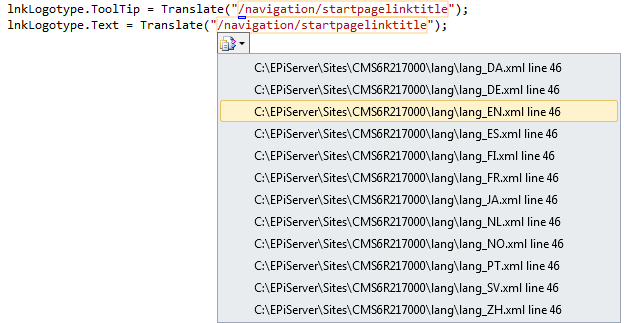 lnkLogotype.ToolTip = Translate("/navigation/startpagelinktitle");
lnkLogotype.Text = Translate("/navigation/startpagelinktitle");
C:\EPiServer\Sites\CMS6R217000\lang\lang_DA.xml line 46
C:\EPiServer\Sites\CMS6R217000\lang\lang_DE.xml line 46
C:\EPiServer\Sites\CMS6R217000\lang\lang_EN.xml line 46
C:\EPiServer\Sites\CMS6R217000\lang\lang_ES.xml line 46
C:\EPiServer\Sites\CMS6R217000\lang\lang_FI.xml line 46
C:\EPiServer\Sites\CMS6R217000\lang\lang_FR.xml line 46
C:\EPiServer\Sites\CMS6R217000\lang\lang_JA.xml line 46
C:\EPiServer\Sites\CMS6R217000\lang\lang_NL.xml line 46
C:\EPiServer\Sites\CMS6R217000\lang\lang_NO.xml line 46
C:\EPiServer\Sites\CMS6R217000\lang\lang_PT.xml line 46
C:\EPiServer\Sites\CMS6R217000\lang\lang_SV.xml line 46
C:\EPiServer\Sites\CMS6R217000\lang\lang_ZH.xml line 46